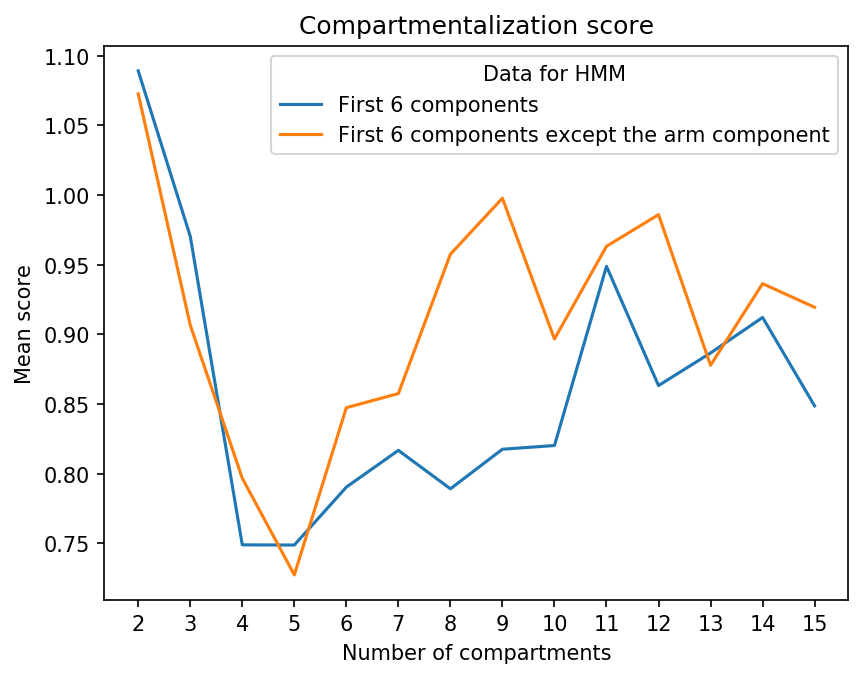 Compartmentalization score
Data for HMM
First 6 components
First 6 components except the arm component
Mean score
1.10
1.05
1.00
0.95
0.90
0.85
0.80
0.75
2 3 4 5 6 7 8 9 10 11 12 13 14 15
Number of compartments